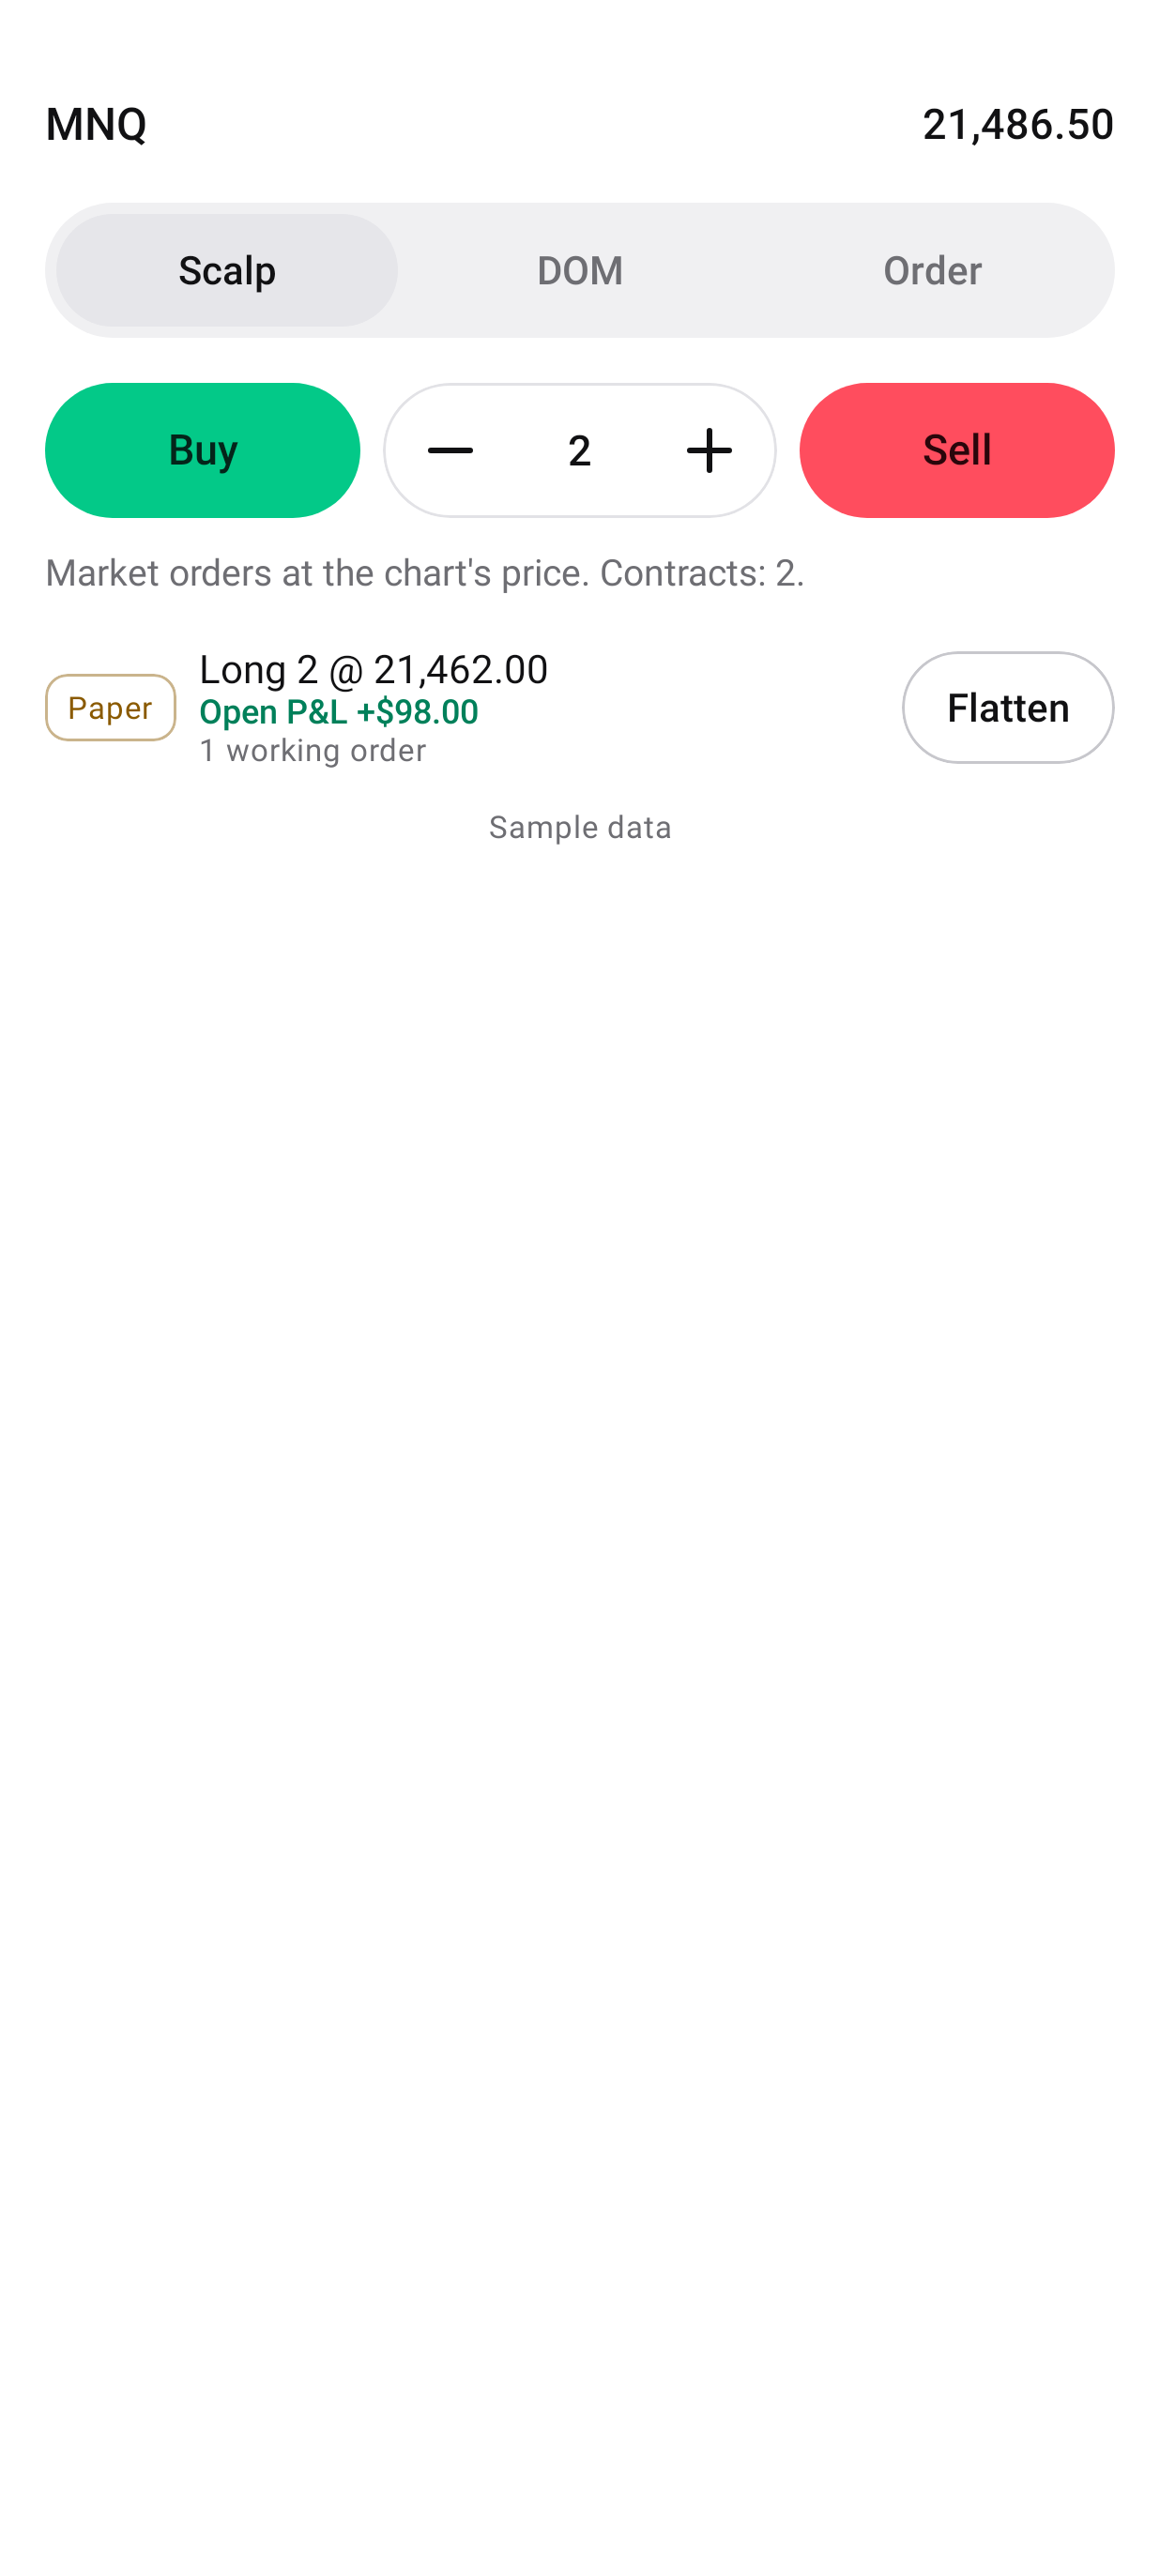 MNQ 21,486.50
Scalp DOM Order
Buy 2 Sell
Market orders at the chart's price. Contracts: 2.
Paper
Long 2 @ 21,462.00
Open P&L +$98.00
1 working order
Flatten
Sample data